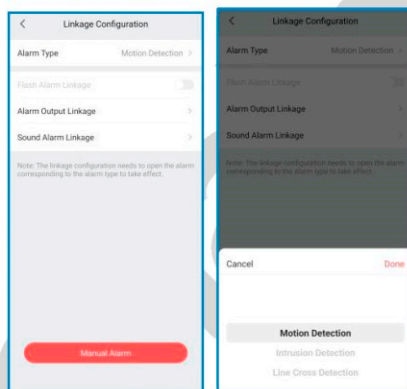 Linkage Configuration
Alarm Type Motion Detection
Flash Alarm Linkage
Alarm Output Linkage
Sound Alarm Linkage
Note: The linkage configuration needs to open the alarm
corresponding to the alarm type to take effect.
Manual Alarm
Linkage Configuration
Alarm Type Motion Detection
Flash Alarm Linkage
Alarm Output Linkage
Sound Alarm Linkage
Note: The linkage configuration needs to open the alarm
corresponding to the alarm type to take effect.
Cancel Done
Motion Detection
Intrusion Detection
Line Cross Detection